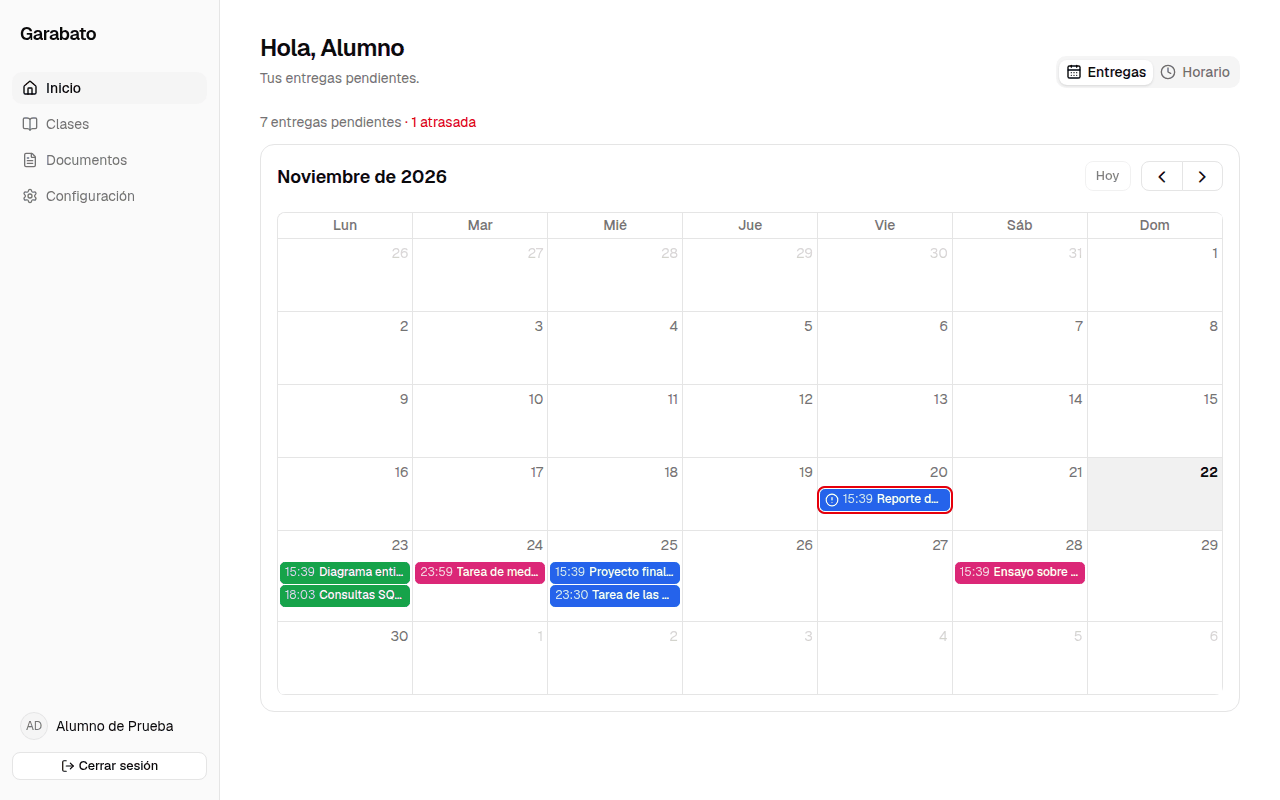 Garabato
Inicio
Clases
Documentos
Configuración
AD Alumno de Prueba
Cerrar sesión
Hola, Alumno
Tus entregas pendientes.
Entregas Horario
7 entregas pendientes · 1 atrasada
Noviembre de 2026
Hoy
Lun Mar Mié Jue Vie Sáb Dom
26 27 28 29 30 31 1
2 3 4 5 6 7 8
9 10 11 12 13 14 15
16 17 18 19 20 21 22
15:39 Reporte d...
23 24 25 26 27 28 29
15:39 Diagrama enti... 23:59 Tarea de med... 15:39 Proyecto final... 15:39 Ensayo sobre ...
18:03 Consultas SQ... 23:30 Tarea de las ...
30 1 2 3 4 5 6